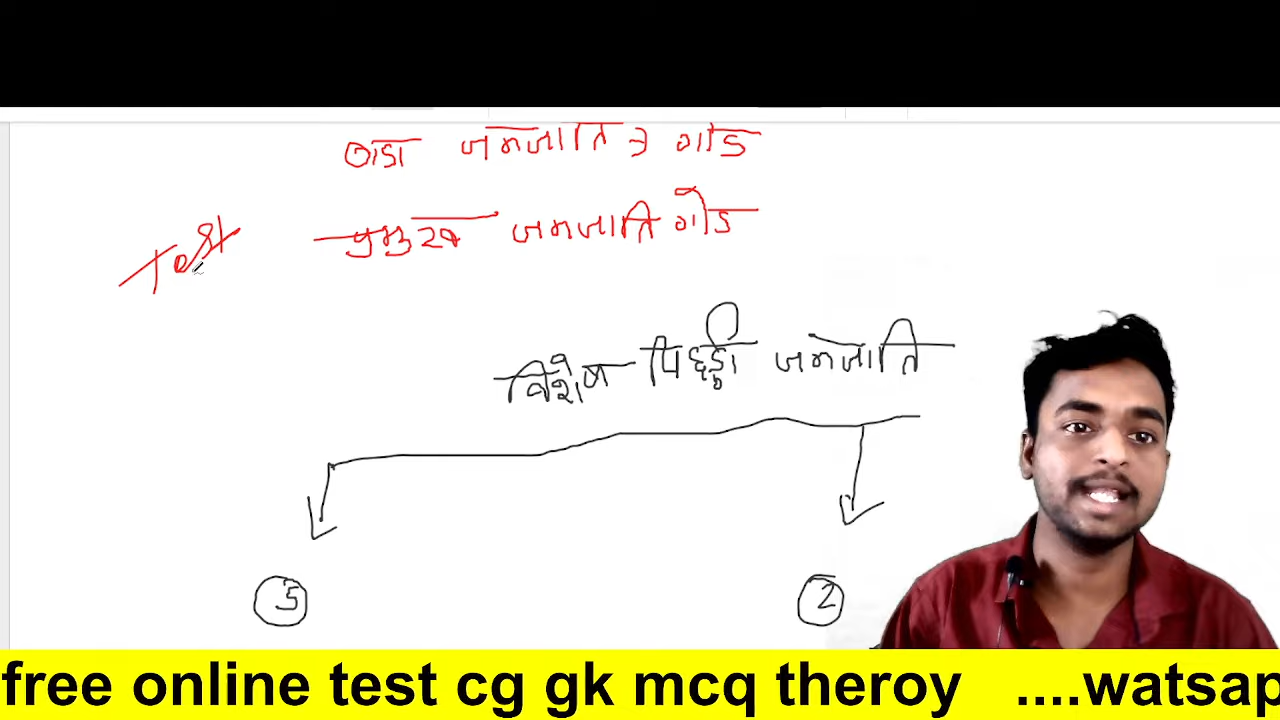 बडा जनजाति → गोंड
Test प्रमुख जनजाति गोंड
विशेष पिछड़ी जनजाति
5 2
free online test cg gk mcq theroy ....watsap